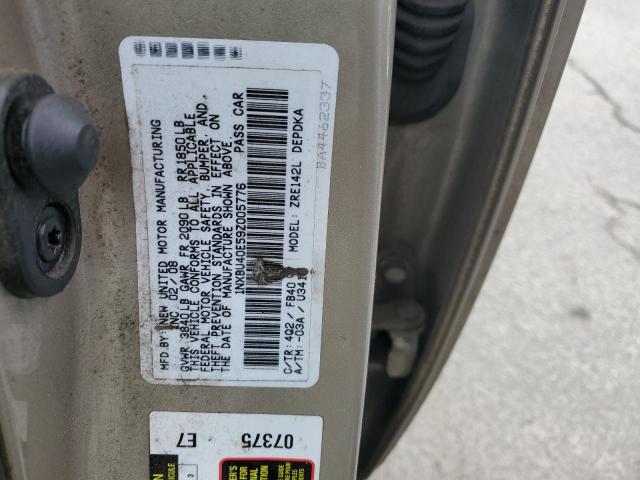 MFD.BY: NEW UNITED MOTOR MANUFACTURING
INC. 02/08
GVWR 3880LB GAWR FR 2090LB RR1850LB
THIS VEHICLE CONFORMS TO ALL APPLICABLE
FEDERAL MOTOR VEHICLE SAFETY, BUMPER, AND
THEFT PREVENTION STANDARDS IN EFFECT ON
THE DATE OF MANUFACTURE SHOWN ABOVE.
1NXBU40E59Z005776 PASS CAR
C/TR: 4Q2 / FB40 MODEL: ZRE142L DEPDKA
A/TM: -03A / U341
BA4462337
E7 07375